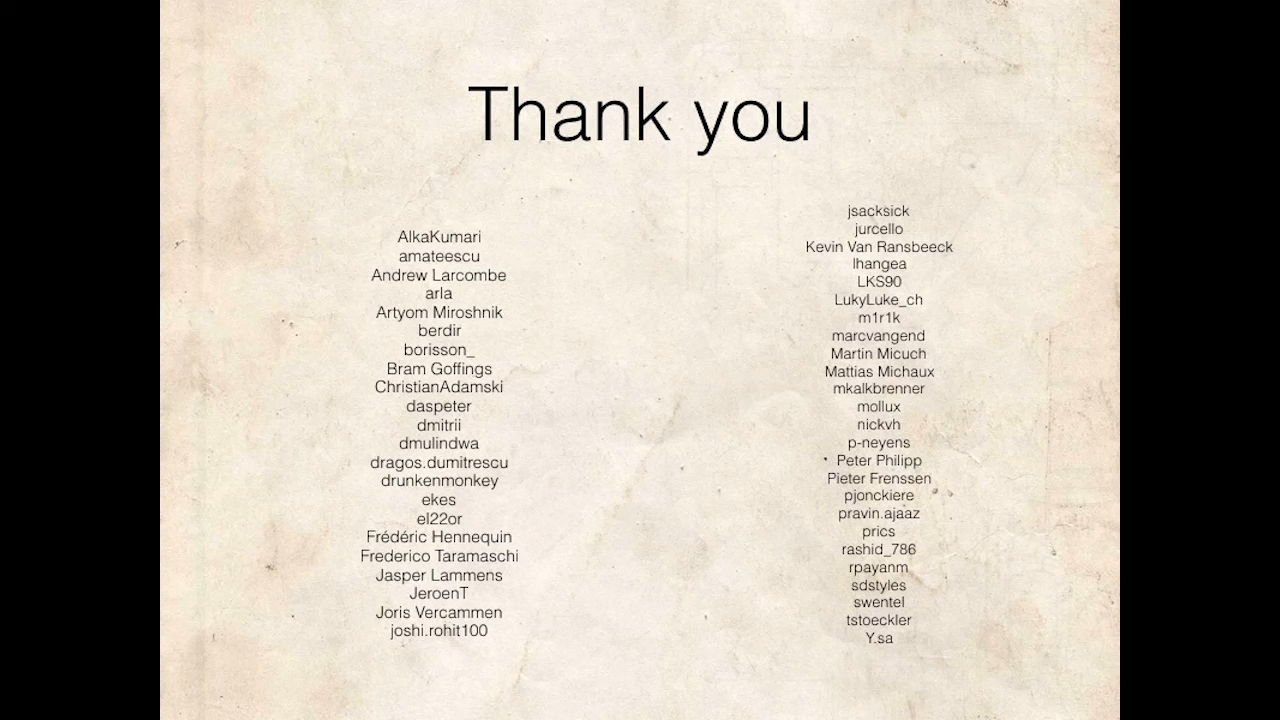 Thank you
AlkaKumari
amateescu
Andrew Larcombe
arla
Artyom Miroshnik
berdir
borisson_
Bram Goffings
ChristianAdamski
daspeter
dmitrii
dmulindwa
dragos.dumitrescu
drunkenmonkey
ekes
el22or
Frédéric Hennequin
Frederico Taramaschi
Jasper Lammens
JeroenT
Joris Vercammen
joshi.rohit100
jsacksick
jurcello
Kevin Van Ransbeeck
lhangea
LKS90
LukyLuke_ch
m1r1k
marcvangend
Martin Micuch
Mattias Michaux
mkalkbrenner
mollux
nickvh
p-neyens
Peter Philipp
Pieter Frenssen
pjonckiere
pravin.ajaaz
prics
rashid_786
rpayanm
sdstyles
swentel
tstoeckler
Y.sa